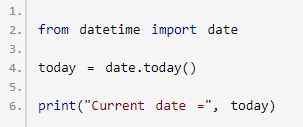 1.
2. from datetime import date
3.
4. today = date.today()
5.
6. print("Current date =", today)